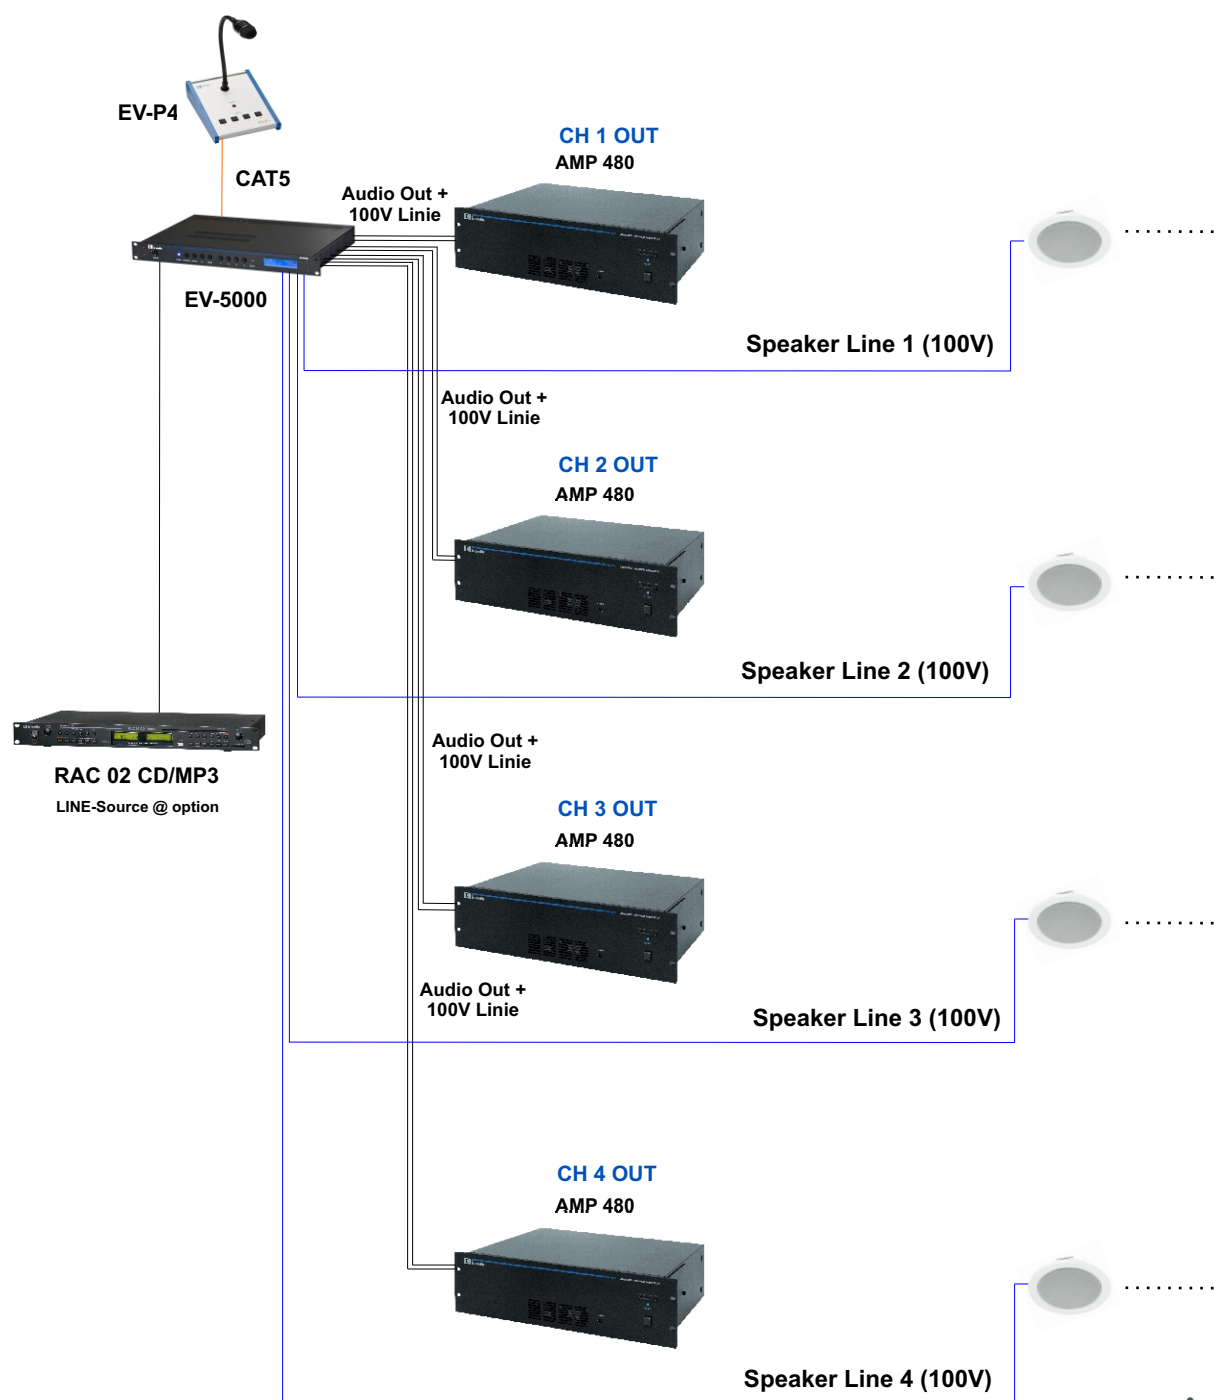 EV-P4
CAT5
EV-5000
Audio Out +
100V Linie
CH 1 OUT
AMP 480
Speaker Line 1 (100V)
Audio Out +
100V Linie
CH 2 OUT
AMP 480
Speaker Line 2 (100V)
RAC 02 CD/MP3
LINE-Source @ option
Audio Out +
100V Linie
CH 3 OUT
AMP 480
Speaker Line 3 (100V)
Audio Out +
100V Linie
CH 4 OUT
AMP 480
Speaker Line 4 (100V)